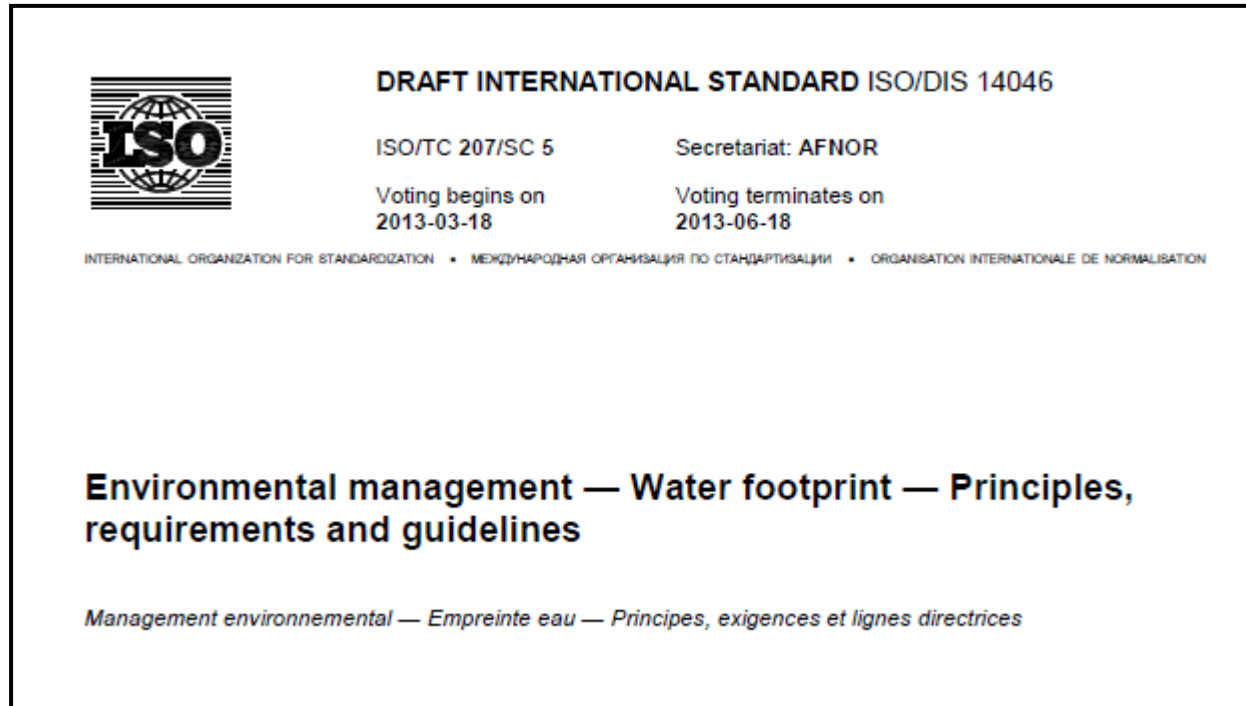 ISO
DRAFT INTERNATIONAL STANDARD ISO/DIS 14046
ISO/TC 207/SC 5 Secretariat: AFNOR
Voting begins on Voting terminates on
2013-03-18 2013-06-18
INTERNATIONAL ORGANIZATION FOR STANDARDIZATION • МЕЖДУНАРОДНАЯ ОРГАНИЗАЦИЯ ПО СТАНДАРТИЗАЦИИ • ORGANISATION INTERNATIONALE DE NORMALISATION
Environmental management — Water footprint — Principles,
requirements and guidelines
Management environnemental — Empreinte eau — Principes, exigences et lignes directrices